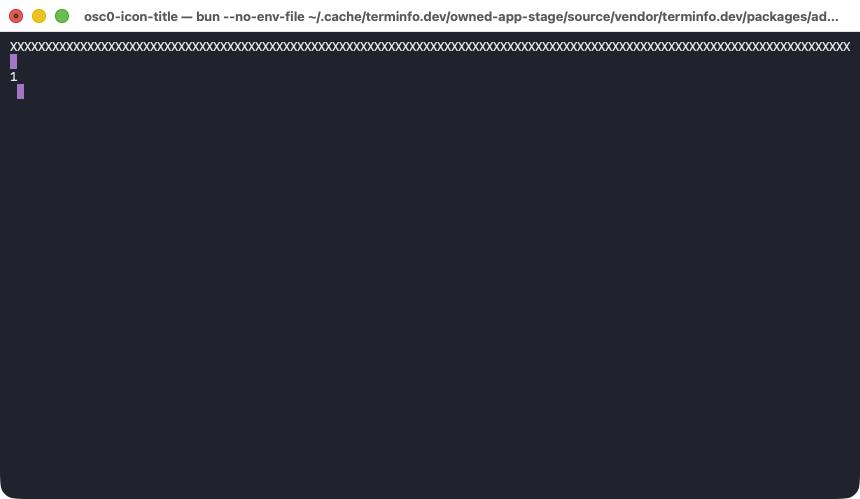 osc0-icon-title — bun --no-env-file ~/.cache/terminfo.dev/owned-app-stage/source/vendor/terminfo.dev/packages/ad...
XXXXXXXXXXXXXXXXXXXXXXXXXXXXXXXXXXXXXXXXXXXXXXXXXXXXXXXXXXXXXXXXXXXXXXXXXXXXXXXXXXXXXXXXXXXXXXXXXXXXXXXXXXXXXXXXXXXXXXXX
1